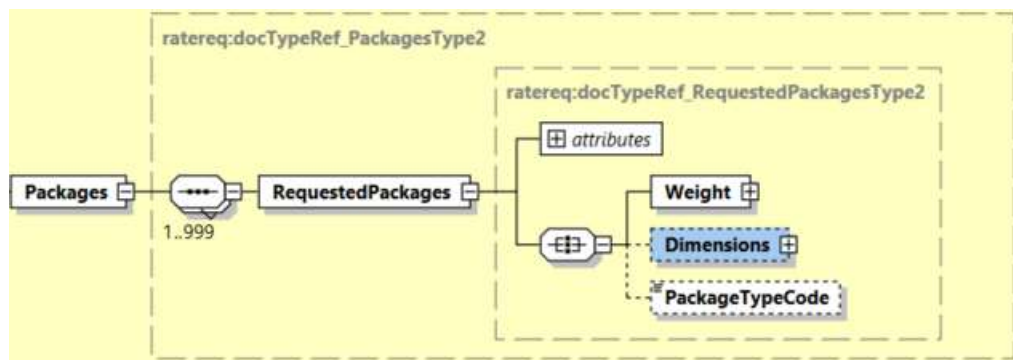 ratereq:docTypeRef_PackagesType2
ratereq:docTypeRef_RequestedPackagesType2
attributes
Packages
RequestedPackages
Weight
1..999
Dimensions
PackageTypeCode